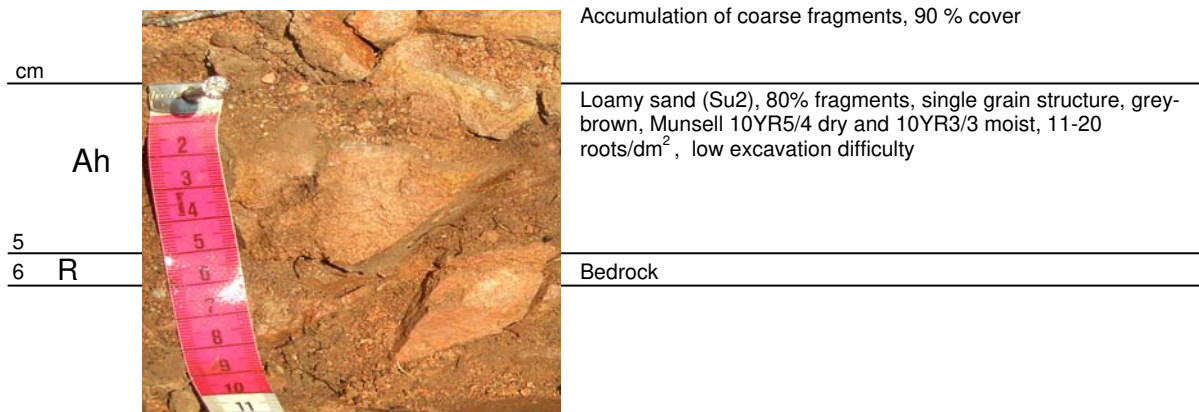 Accumulation of coarse fragments, 90 % cover
cm
Ah
Loamy sand (Su2), 80% fragments, single grain structure, grey-
brown, Munsell 10YR5/4 dry and 10YR3/3 moist, 11-20
roots/dm², low excavation difficulty
5
6 R
Bedrock
2
3
4
5
6
7
8
9
10
11